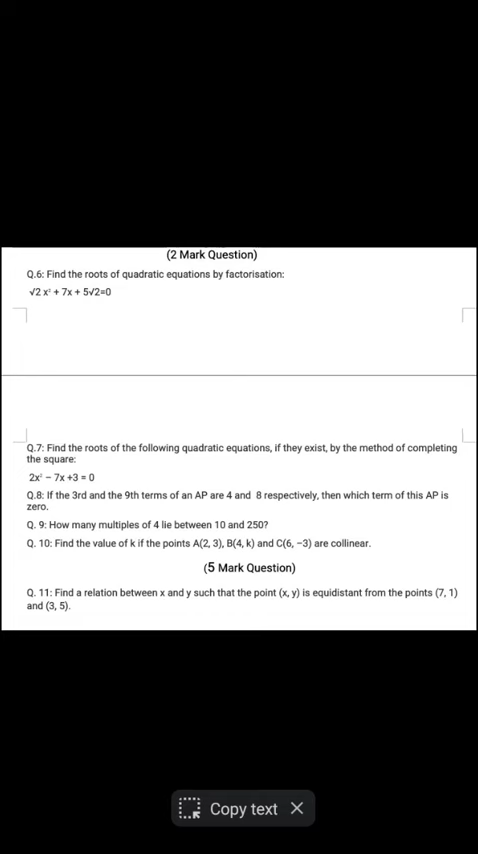 (2 Mark Question)
Q.6: Find the roots of quadratic equations by factorisation:
√2 x² + 7x + 5√2=0
Q.7: Find the roots of the following quadratic equations, if they exist, by the method of completing
the square:
2x² – 7x +3 = 0
Q.8: If the 3rd and the 9th terms of an AP are 4 and  8 respectively, then which term of this AP is
zero.
Q. 9: How many multiples of 4 lie between 10 and 250?
Q. 10: Find the value of k if the points A(2, 3), B(4, k) and C(6, –3) are collinear.
(5 Mark Question)
Q. 11: Find a relation between x and y such that the point (x, y) is equidistant from the points (7, 1)
and (3, 5).
Copy text